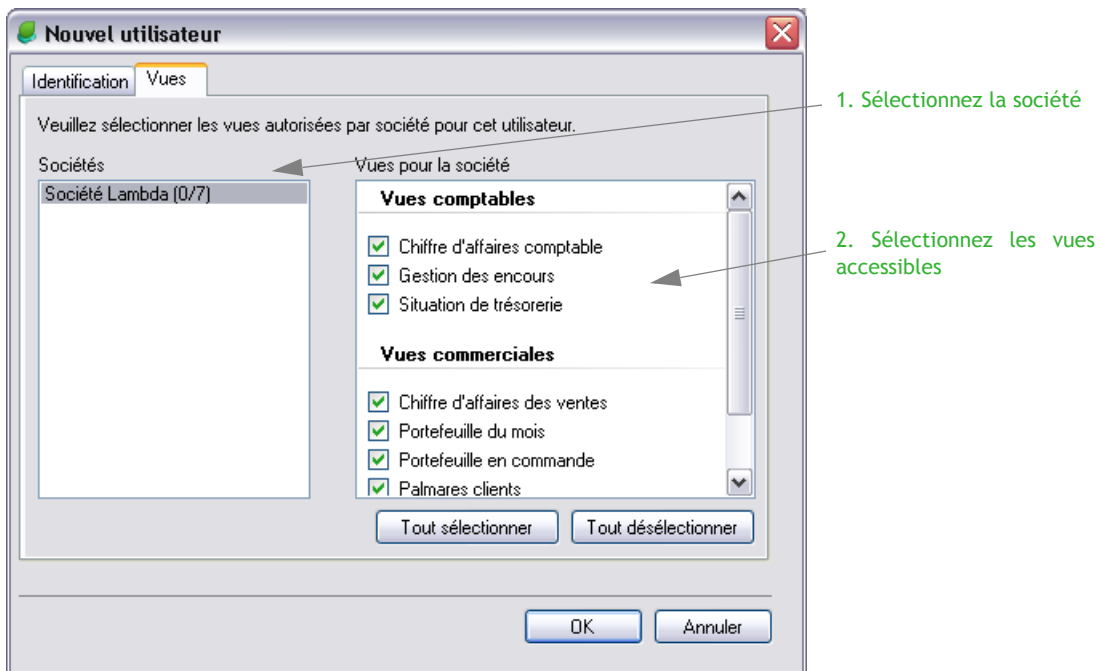 Nouvel utilisateur
Identification
Vues
1. Sélectionnez la société
Veuillez sélectionner les vues autorisées par société pour cet utilisateur.
Sociétés
Vues pour la société
Société Lambda (0/7)
Vues comptables
Chiffre d'affaires comptable
Gestion des encours
Situation de trésorerie
2. Sélectionnez les vues
accessibles
Vues commerciales
Chiffre d'affaires des ventes
Portefeuille du mois
Portefeuille en commande
Palmares clients
Tout sélectionner
Tout désélectionner
OK
Annuler